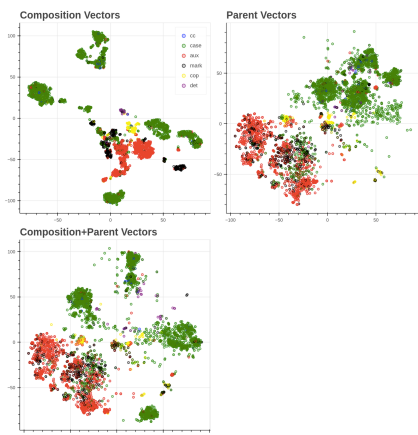 Composition Vectors
100
50
0
−50
−100
−50
0
50
cc
case
aux
mark
cop
det
Parent Vectors
50
0
−50
−100
−50
0
50
Composition+Parent Vectors
100
50
0
−50